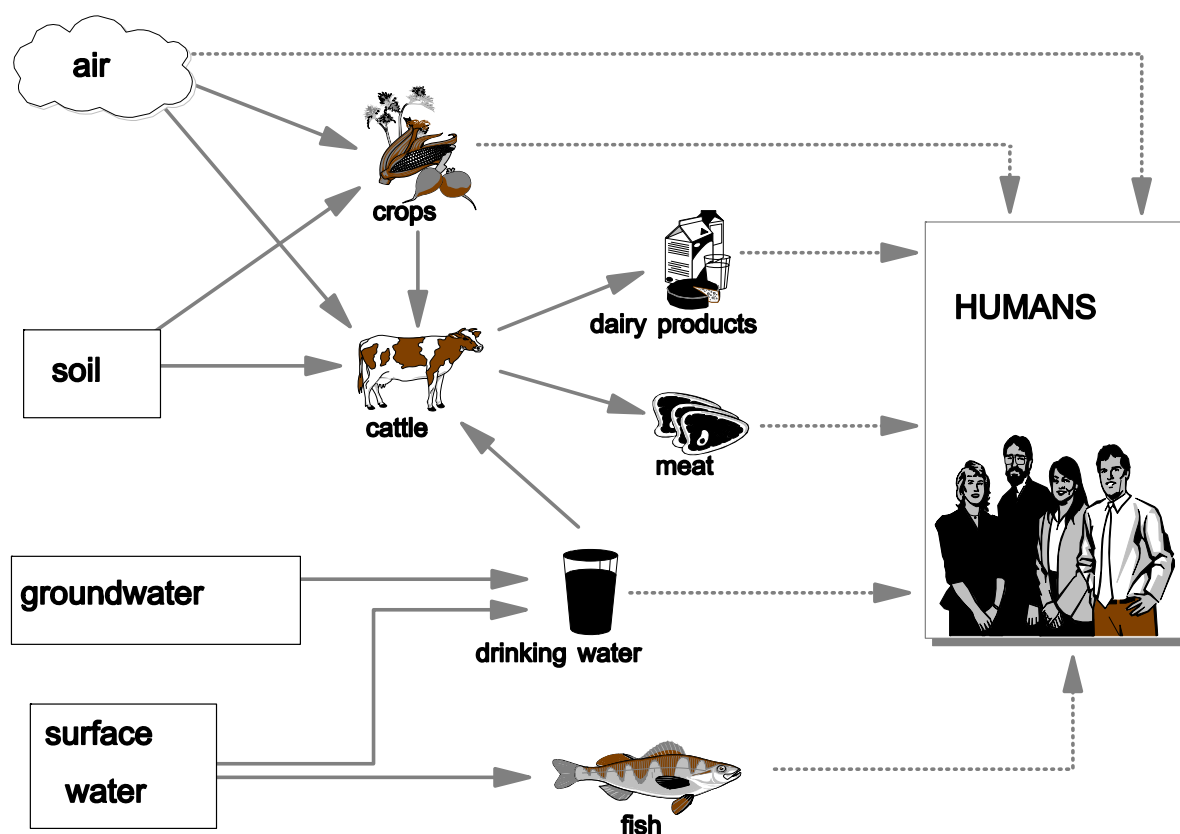 air
crops
dairy products
HUMANS
soil
cattle
meat
groundwater
drinking water
surface
water
fish